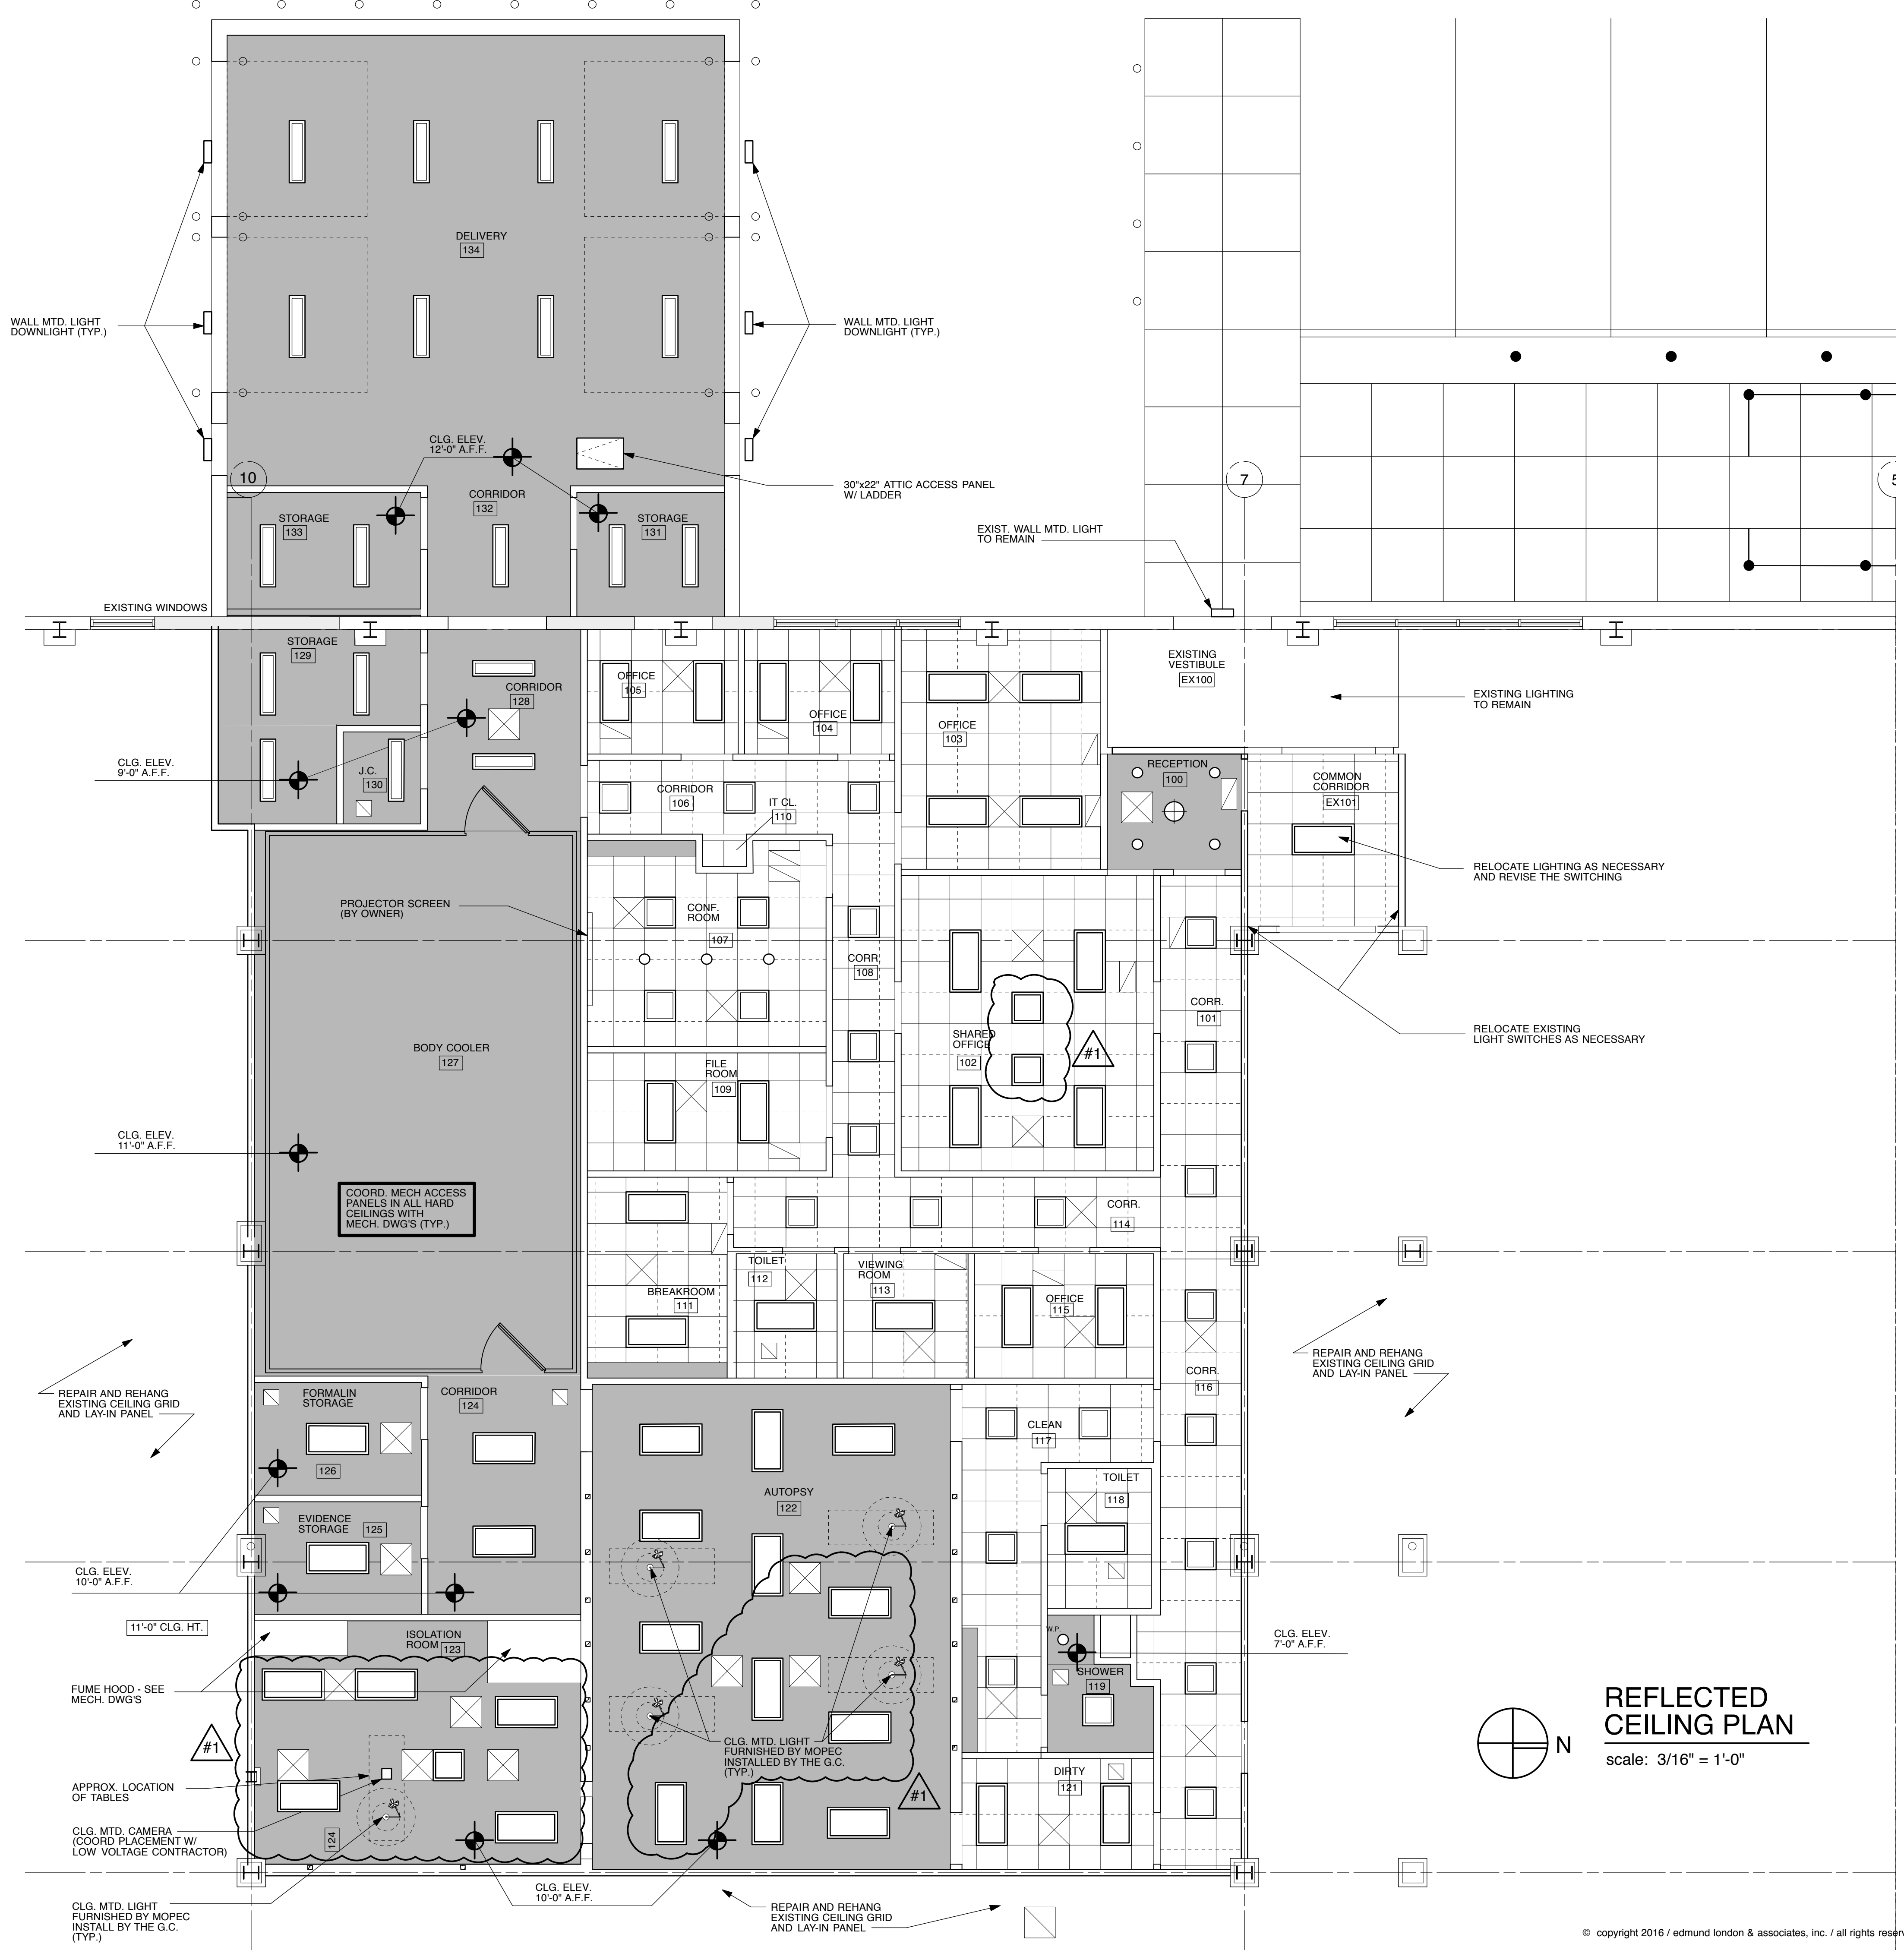 DELIVERY
134
WALL MTD. LIGHT
DOWNLIGHT (TYP.)
WALL MTD. LIGHT
DOWNLIGHT (TYP.)
CLG. ELEV.
12'-0" A.F.F.
10
CORRIDOR
132
30"x22" ATTIC ACCESS PANEL
W/ LADDER
7
STORAGE
133
STORAGE
131
EXIST. WALL MTD. LIGHT
TO REMAIN
EXISTING WINDOWS
STORAGE
129
CORRIDOR
128
OFFICE
105
OFFICE
104
OFFICE
103
EXISTING
VESTIBULE
EX100
EXISTING LIGHTING
TO REMAIN
CLG. ELEV.
9'-0" A.F.F.
J.C.
130
CORRIDOR
106
IT CL.
110
RECEPTION
100
COMMON
CORRIDOR
EX101
RELOCATE LIGHTING AS NECESSARY
AND REVISE THE SWITCHING
PROJECTOR SCREEN
(BY OWNER)
CONF.
ROOM
107
CORR.
108
CORR.
101
SHARED
OFFICE
102
#1
RELOCATE EXISTING
LIGHT SWITCHES AS NECESSARY
BODY COOLER
127
FILE
ROOM
109
CLG. ELEV.
11'-0" A.F.F.
COORD. MECH ACCESS
PANELS IN ALL HARD
CEILINGS WITH
MECH. DWG'S (TYP.)
CORR.
114
TOILET
112
VIEWING
ROOM
113
BREAKROOM
111
OFFICE
115
REPAIR AND REHANG
EXISTING CEILING GRID
AND LAY-IN PANEL
REPAIR AND REHANG
EXISTING CEILING GRID
AND LAY-IN PANEL
CORR.
116
FORMALIN
STORAGE
126
CORRIDOR
124
CLEAN
117
AUTOPSY
122
TOILET
118
EVIDENCE
STORAGE
125
CLG. ELEV.
10'-0" A.F.F.
11'-0" CLG. HT.
ISOLATION
ROOM
123
W.P.
CLG. ELEV.
7'-0" A.F.F.
SHOWER
119
FUME HOOD - SEE
MECH. DWG'S
#1
CLG. MTD. LIGHT
FURNISHED BY MOPEC
INSTALLED BY THE G.C.
(TYP.)
DIRTY
121
#1
APPROX. LOCATION
OF TABLES
CLG. MTD. CAMERA
(COORD PLACEMENT W/
LOW VOLTAGE CONTRACTOR)
124
CLG. MTD. LIGHT
FURNISHED BY MOPEC
INSTALL BY THE G.C.
(TYP.)
CLG. ELEV.
10'-0" A.F.F.
REPAIR AND REHANG
EXISTING CEILING GRID
AND LAY-IN PANEL
N
REFLECTED
CEILING PLAN
scale: 3/16" = 1'-0"
© copyright 2016 / edmund london & associates, inc. / all rights